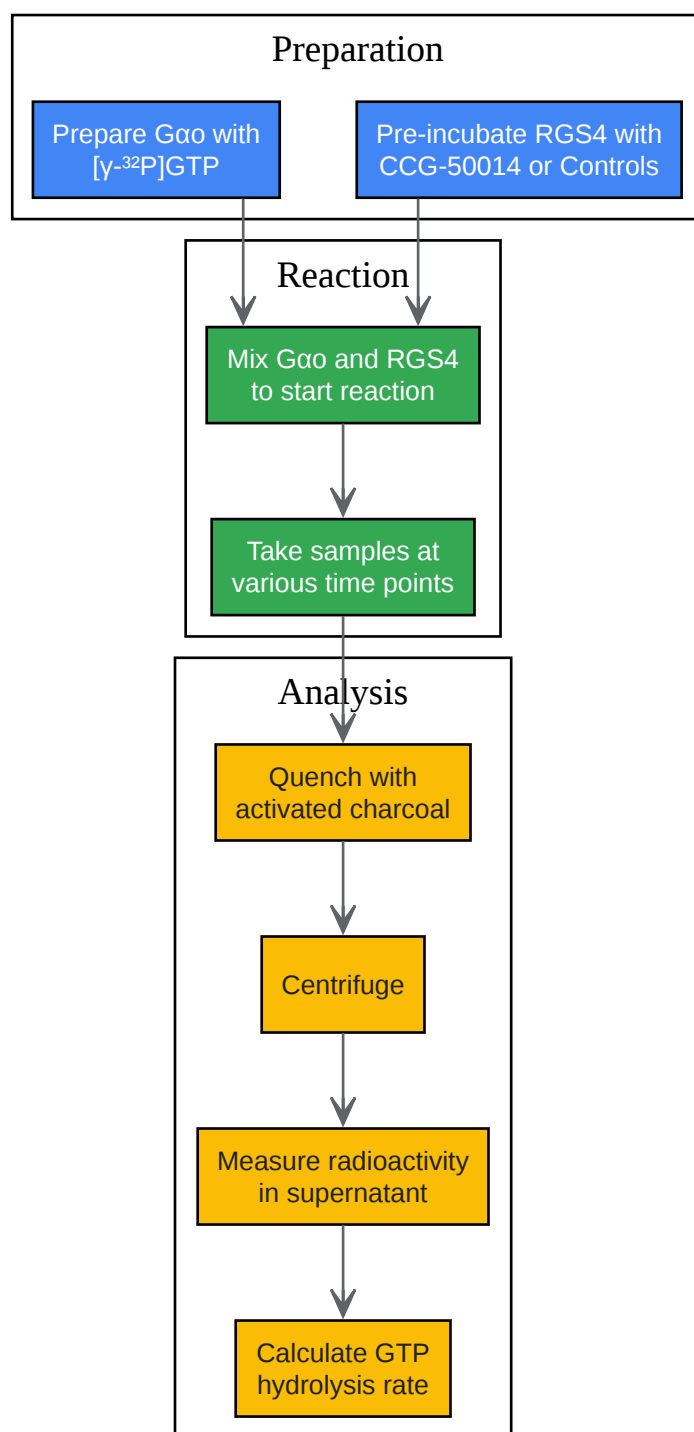 Preparation
Prepare Gαo with
[γ-³²P]GTP
Pre-incubate RGS4 with
CCG-50014 or Controls
Reaction
Mix Gαo and RGS4
to start reaction
Take samples at
various time points
Analysis
Quench with
activated charcoal
Centrifuge
Measure radioactivity
in supernatant
Calculate GTP
hydrolysis rate